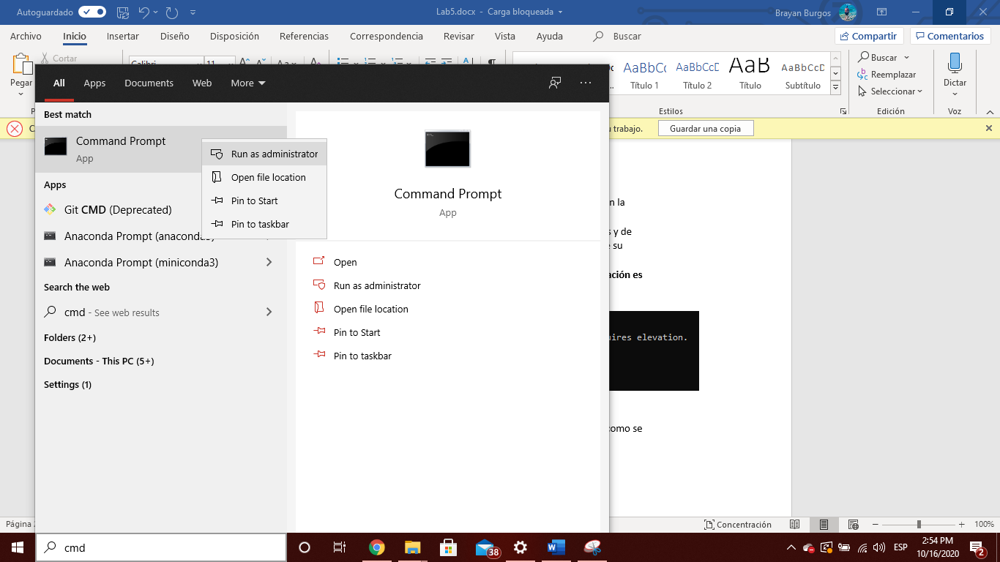 Autoguardado
Lab5.docx - Carga bloqueada
Brayan Burgos
Archivo Inicio Insertar Diseño Disposición Referencias Correspondencia Revisar Vista Ayuda Buscar
Compartir Comentarios
Cortar
Calibri 11
Pegar
AaBbCc AaBbCcD AaB AaBbCcD
Título 1 Título 2 Título Subtítulo
Buscar
Reemplazar
Seleccionar
Dictar
Estilos Edición Voz
All Apps Documents Web More
trabajo. Guardar una copia
Best match
Command Prompt
App
Run as administrator
Open file location
Pin to Start
Pin to taskbar
Apps
Git CMD (Deprecated)
Anaconda Prompt
Anaconda Prompt (miniconda3)
Search the web
cmd - See web results
Folders (2+)
Documents - This PC (5+)
Settings (1)
Command Prompt
App
Open
Run as administrator
Open file location
Pin to Start
Pin to taskbar
la
y de
su
es
elevation.
como se
Página
Concentración
100%
cmd
38
ESP
2:54 PM
10/16/2020
2